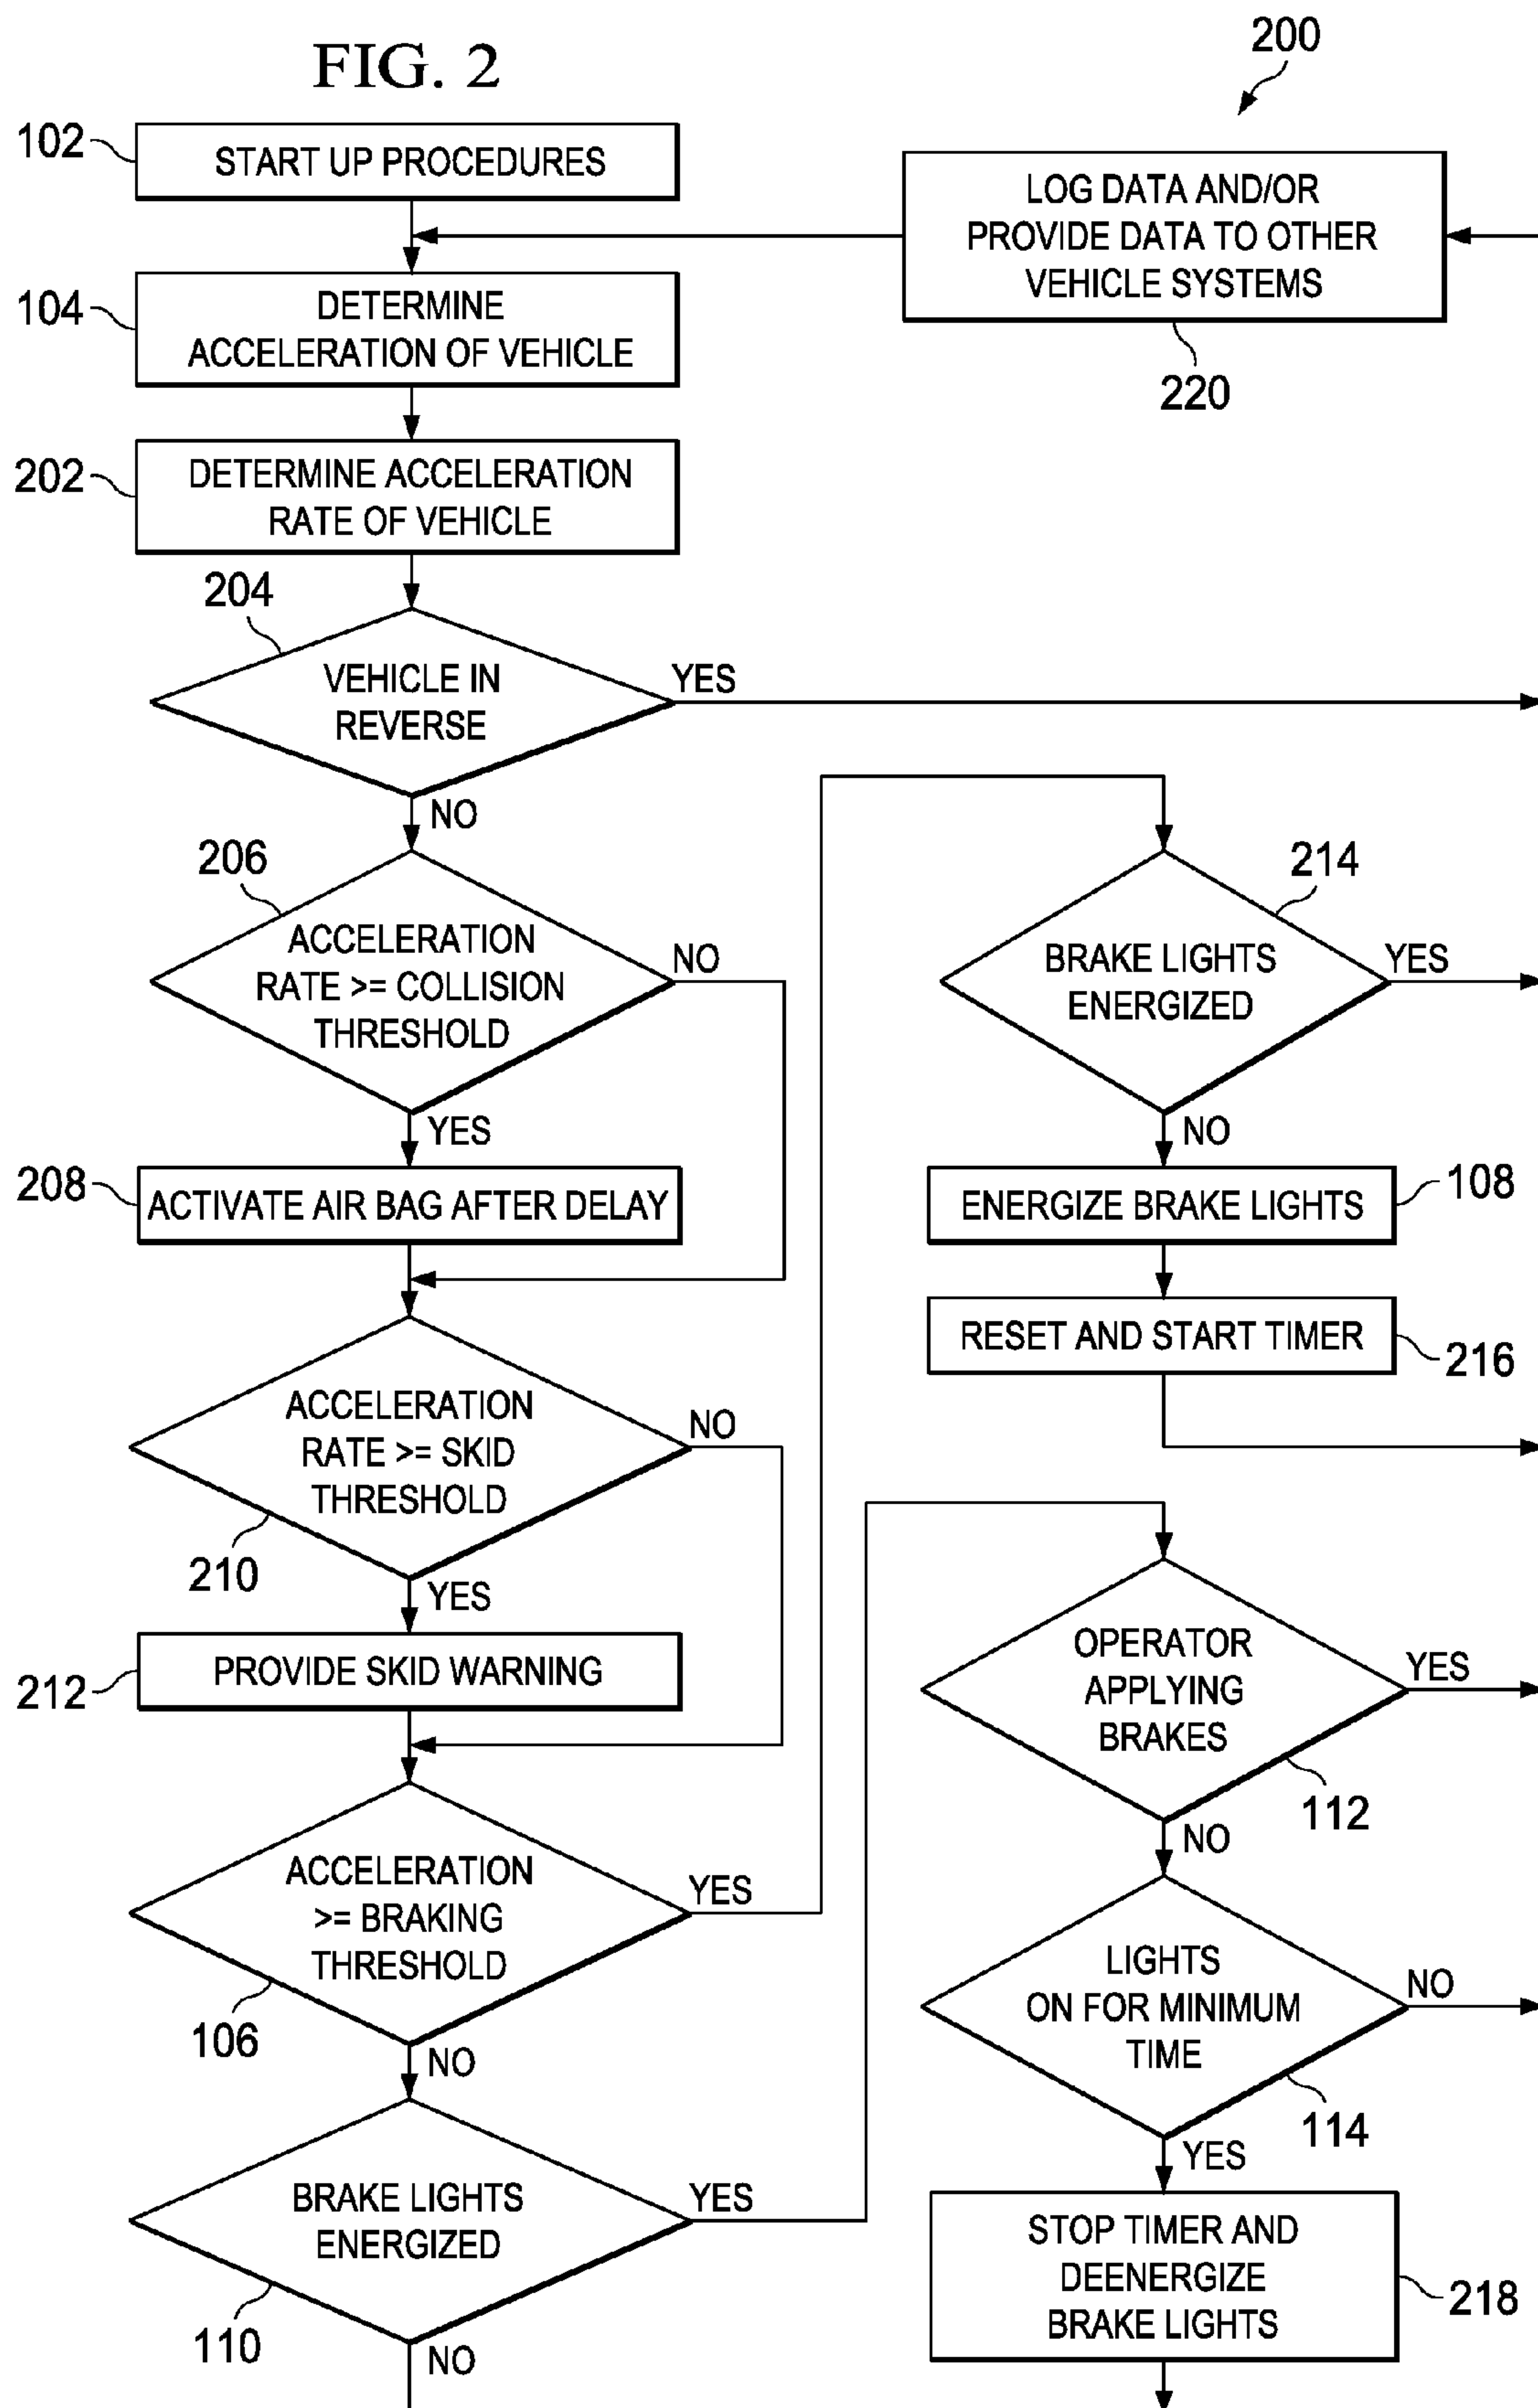 FIG. 2
200
102
START UP PROCEDURES
LOG DATA AND/OR
PROVIDE DATA TO OTHER
VEHICLE SYSTEMS
220
104
DETERMINE
ACCELERATION OF VEHICLE
202
DETERMINE ACCELERATION
RATE OF VEHICLE
204
VEHICLE IN
REVERSE
YES
NO
206
ACCELERATION
RATE >= COLLISION
THRESHOLD
NO
YES
208
ACTIVATE AIR BAG AFTER DELAY
ACCELERATION
RATE >= SKID
THRESHOLD
NO
210
YES
212
PROVIDE SKID WARNING
ACCELERATION
>= BRAKING
THRESHOLD
YES
106
NO
BRAKE LIGHTS
ENERGIZED
YES
110
NO
214
BRAKE LIGHTS
ENERGIZED
YES
NO
ENERGIZE BRAKE LIGHTS
108
RESET AND START TIMER
216
OPERATOR
APPLYING
BRAKES
YES
112
NO
LIGHTS
ON FOR MINIMUM
TIME
NO
114
YES
STOP TIMER AND
DEENERGIZE
BRAKE LIGHTS
218